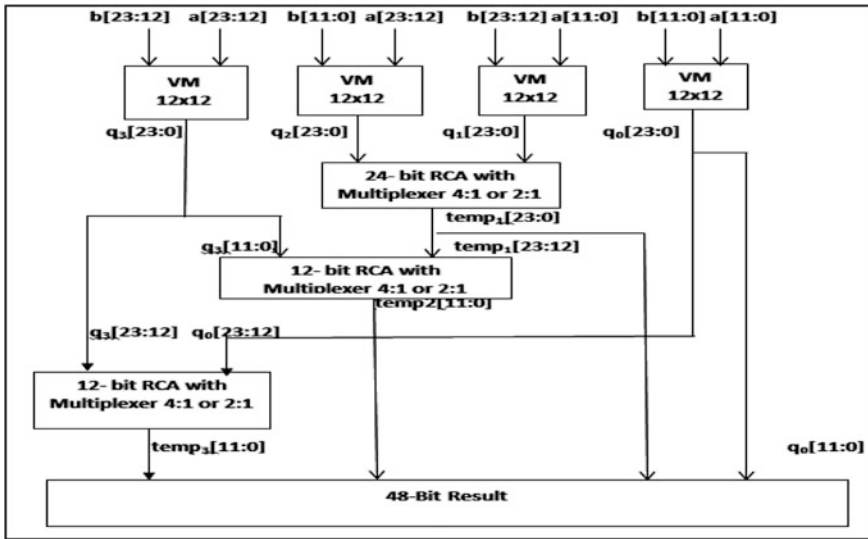 b[23:12] a[23:12] b[11:0] a[23:12] b[23:12] a[11:0] b[11:0] a[11:0]
VM
12x12
VM
12x12
VM
12x12
VM
12x12
q₃[23:0] q₂[23:0] q₁[23:0] q₀[23:0]
24- bit RCA with
Multiplexer 4:1 or 2:1
temp₁[23:0]
q₃[11:0] temp₁[23:12]
12- bit RCA with
Multiplexer 4:1 or 2:1
temp2[11:0]
q₃[23:12] q₀[23:12]
12- bit RCA with
Multiplexer 4:1 or 2:1
temp₃[11:0] q₀[11:0]
48-Bit Result